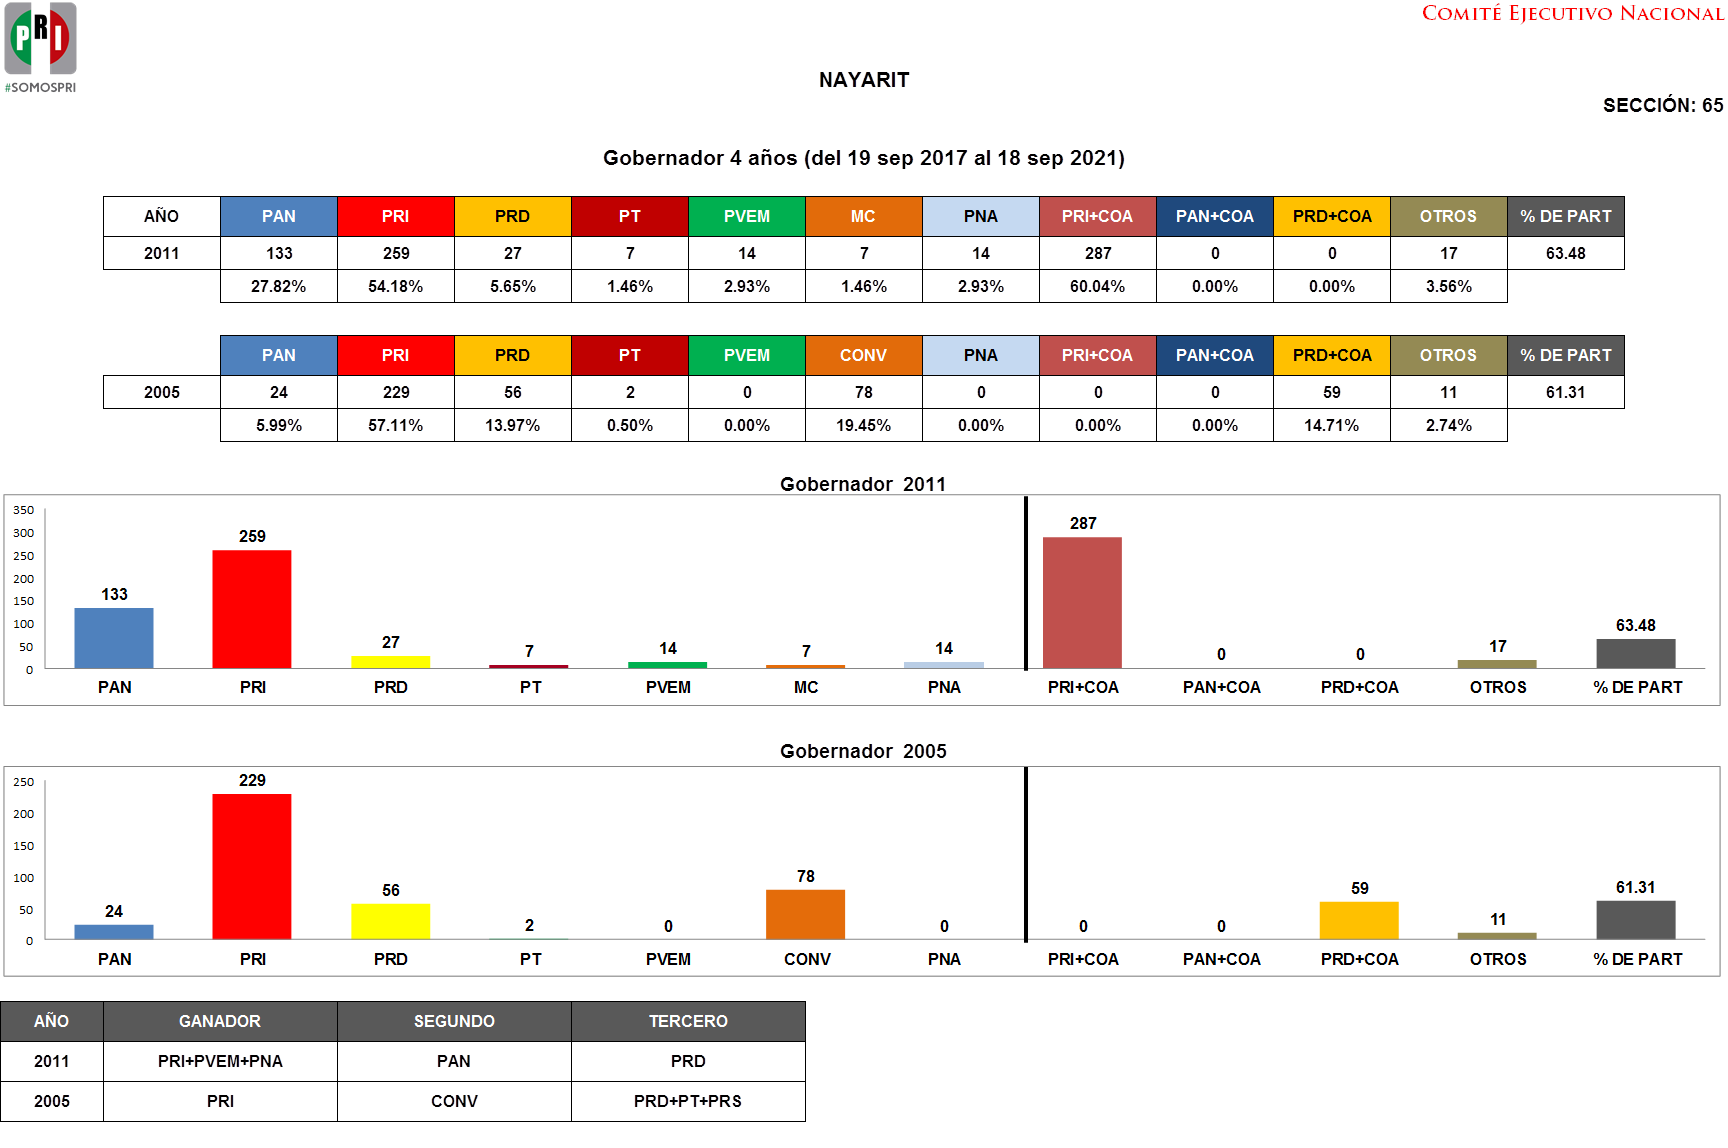 PRI
#SOMOSPRI
COMITÉ EJECUTIVO NACIONAL
NAYARIT
SECCIÓN: 65
Gobernador 4 años (del 19 sep 2017 al 18 sep 2021)
AÑO PAN PRI PRD PT PVEM MC PNA PRI+COA PAN+COA PRD+COA OTROS % DE PART
2011 133 259 27 7 14 7 14 287 0 0 17 63.48
27.82% 54.18% 5.65% 1.46% 2.93% 1.46% 2.93% 60.04% 0.00% 0.00% 3.56%
PAN PRI PRD PT PVEM CONV PNA PRI+COA PAN+COA PRD+COA OTROS % DE PART
2005 24 229 56 2 0 78 0 0 0 59 11 61.31
5.99% 57.11% 13.97% 0.50% 0.00% 19.45% 0.00% 0.00% 0.00% 14.71% 2.74%
Gobernador 2011
350
300
250
200
150
100
50
0
133 259 27 7 14 7 14 287 0 0 17 63.48
PAN PRI PRD PT PVEM MC PNA PRI+COA PAN+COA PRD+COA OTROS % DE PART
Gobernador 2005
250
200
150
100
50
0
24 229 56 2 0 78 0 0 0 59 11 61.31
PAN PRI PRD PT PVEM CONV PNA PRI+COA PAN+COA PRD+COA OTROS % DE PART
AÑO GANADOR SEGUNDO TERCERO
2011 PRI+PVEM+PNA PAN PRD
2005 PRI CONV PRD+PT+PRS